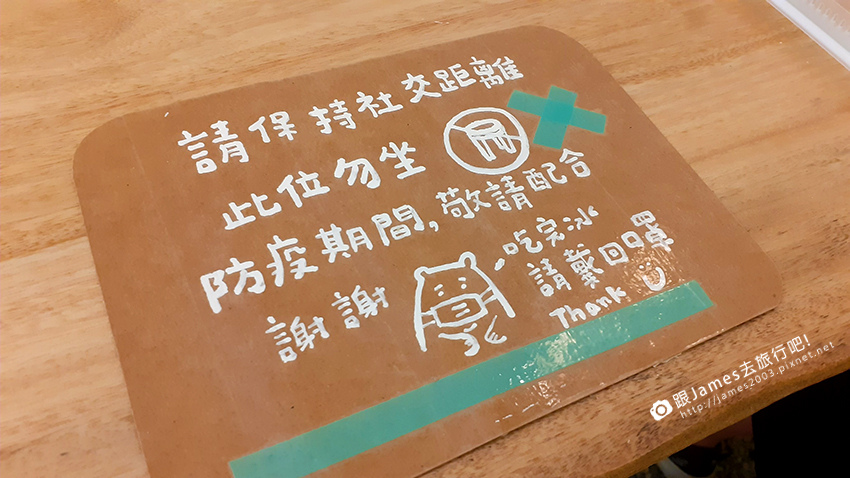 請保持社交距離
此位勿坐
防疫期間,敬請配合
謝謝
吃完冰
請戴回口罩
Thank
跟James去旅行吧!
http://james2003.pixnet.net